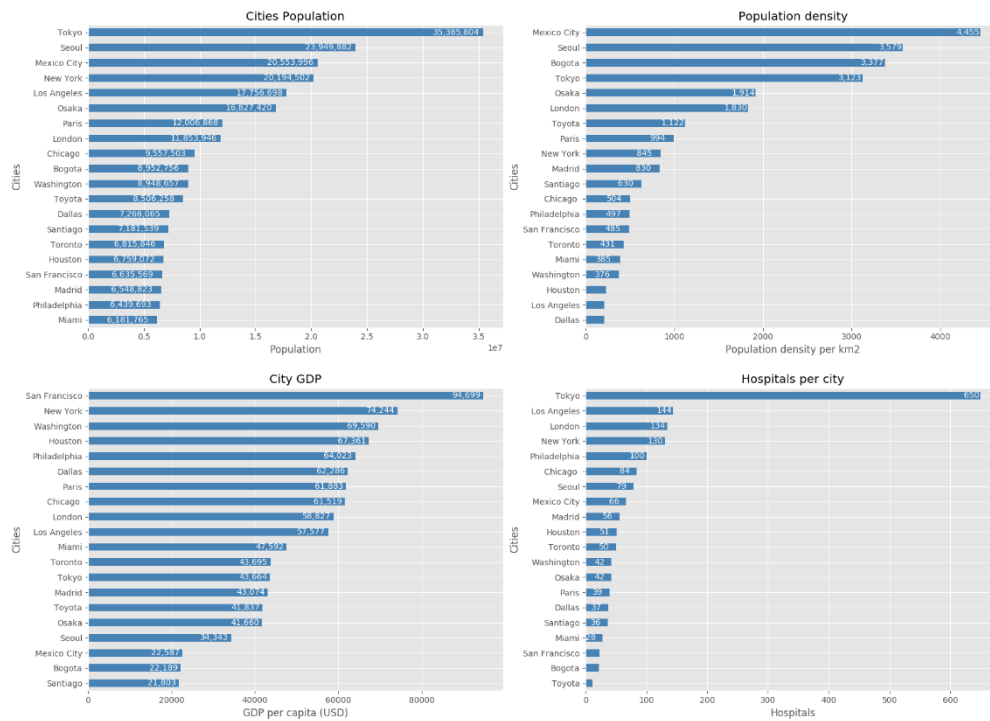 Cities Population
Cities
Tokyo 35,385,804
Seoul 23,949,882
Mexico City 20,553,996
New York 20,194,502
Los Angeles 17,756,698
Osaka 16,827,420
Paris 12,006,868
London 11,853,946
Chicago 9,557,503
Bogota 8,952,756
Washington 8,948,657
Toyota 8,506,258
Dallas 7,266,065
Santiago 7,181,539
Toronto 6,815,846
Houston 6,759,072
San Francisco 6,635,569
Madrid 6,548,823
Philadelphia 6,439,693
Miami 6,181,765
0.0 0.5 1.0 1.5 2.0 2.5 3.0 3.5
1e7
Population
Population density
Cities
Mexico City 4,455
Seoul 3,579
Bogota 3,377
Tokyo 3,123
Osaka 1,914
London 1,830
Toyota 1,122
Paris 994
New York 845
Madrid 830
Santiago 630
Chicago 504
Philadelphia 497
San Francisco 485
Toronto 431
Miami 385
Washington 376
Houston
Los Angeles
Dallas
0 1000 2000 3000 4000
Population density per km2
City GDP
Cities
San Francisco 94,699
New York 74,244
Washington 69,590
Houston 67,361
Philadelphia 64,023
Dallas 62,286
Paris 61,883
Chicago 61,519
London 58,827
Los Angeles 57,577
Miami 47,592
Toronto 43,695
Tokyo 43,664
Madrid 43,074
Toyota 41,837
Osaka 41,660
Seoul 34,343
Mexico City 22,587
Bogota 22,189
Santiago 21,803
0 20000 40000 60000 80000
GDP per capita (USD)
Hospitals per city
Cities
Tokyo 650
Los Angeles 144
London 134
New York 130
Philadelphia 100
Chicago 84
Seoul 79
Mexico City 66
Madrid 56
Houston 51
Toronto 50
Washington 42
Osaka 42
Paris 39
Dallas 37
Santiago 36
Miami 28
San Francisco
Bogota
Toyota
0 100 200 300 400 500 600
Hospitals